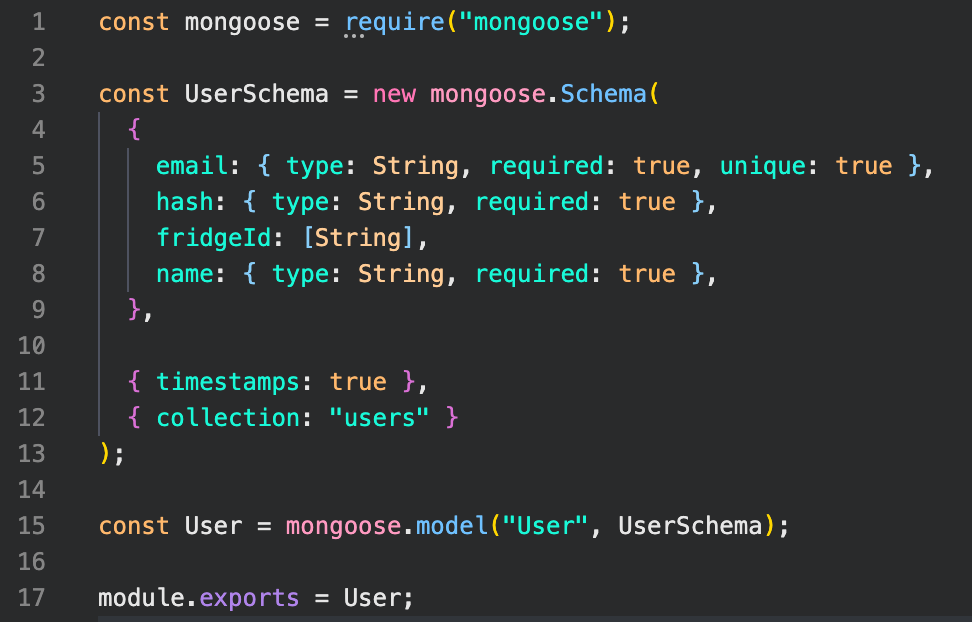 1 const mongoose = require("mongoose");
2
3 const UserSchema = new mongoose.Schema(
4   {
5     email: { type: String, required: true, unique: true },
6     hash: { type: String, required: true },
7     fridgeId: [String],
8     name: { type: String, required: true },
9   },
10
11   { timestamps: true },
12   { collection: "users" }
13 );
14
15 const User = mongoose.model("User", UserSchema);
16
17 module.exports = User;